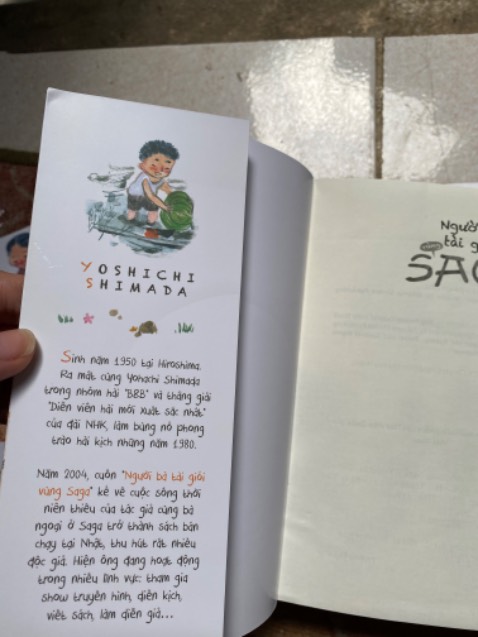 YOSHICHI
SHIMADA
Sinh năm 1950 tại Hiroshima.
Ra mắt cùng Yohachi Shimada
trong nhóm hài "B&B" và thắng giải
"Diễn viên hài mới xuất sắc nhất"
của đài NHK, làm bùng nổ phong
trào hài kịch những năm 1980.
Năm 2004, cuốn "Người bà tài giỏi
vùng Saga" kể về cuộc sống thời
niên thiếu của tác giả cùng bà
ngoại ở Saga trở thành sách bán
chạy tại Nhật, thu hút rất nhiều
độc giả. Hiện ông đang hoạt động
trong nhiều lĩnh vực: tham gia
show truyền hình, diễn kịch,
viết sách, làm diễn giả...
Người
tài
vùng